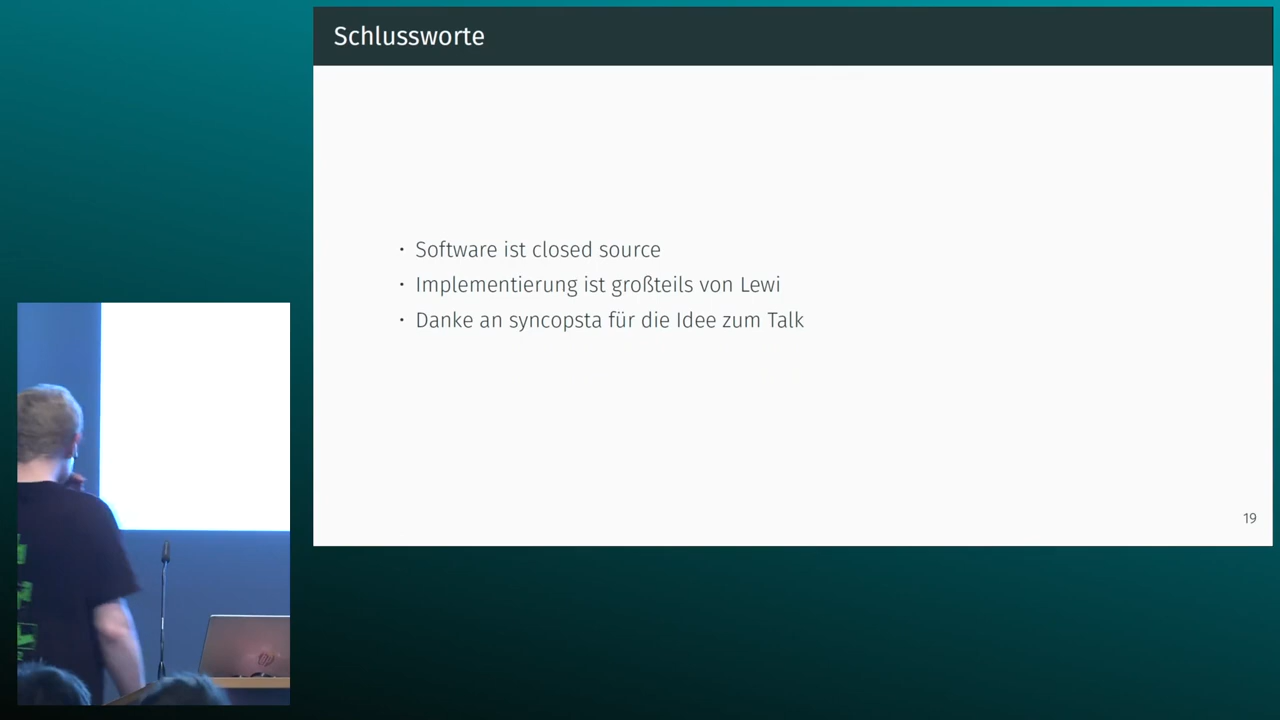 Schlussworte
• Software ist closed source
• Implementierung ist großteils von Lewi
• Danke an syncopsta für die Idee zum Talk
19